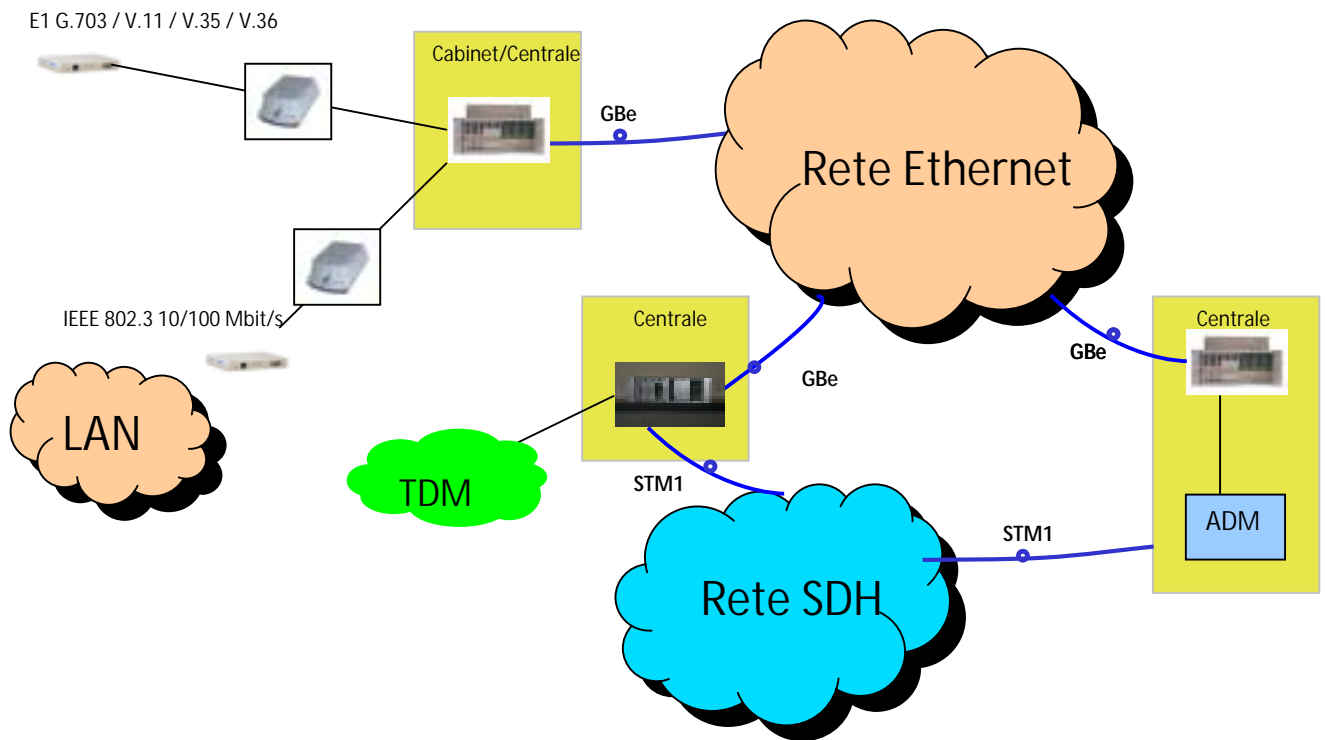 E1 G.703 / V.11 / V.35 / V.36
Cabinet/Centrale
GBe
Rete Ethernet
IEEE 802.3 10/100 Mbit/s
LAN
Centrale
GBe
TDM
STM1
GBe
Centrale
ADM
STM1
Rete SDH